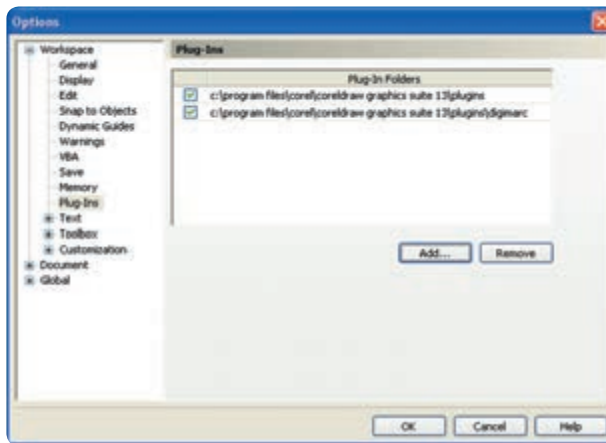 Options
Workspace
General
Display
Edit
Snap to Objects
Dynamic Guides
Warnings
VBA
Save
Memory
Plug-Ins
Text
Toolbox
Customization
Document
Global
Plug-Ins
Plug-In Folders
c:\program files\corel\coreldraw graphics suite 13\plugins
c:\program files\corel\coreldraw graphics suite 13\plugins\digimarc
Add...
Remove
OK
Cancel
Help